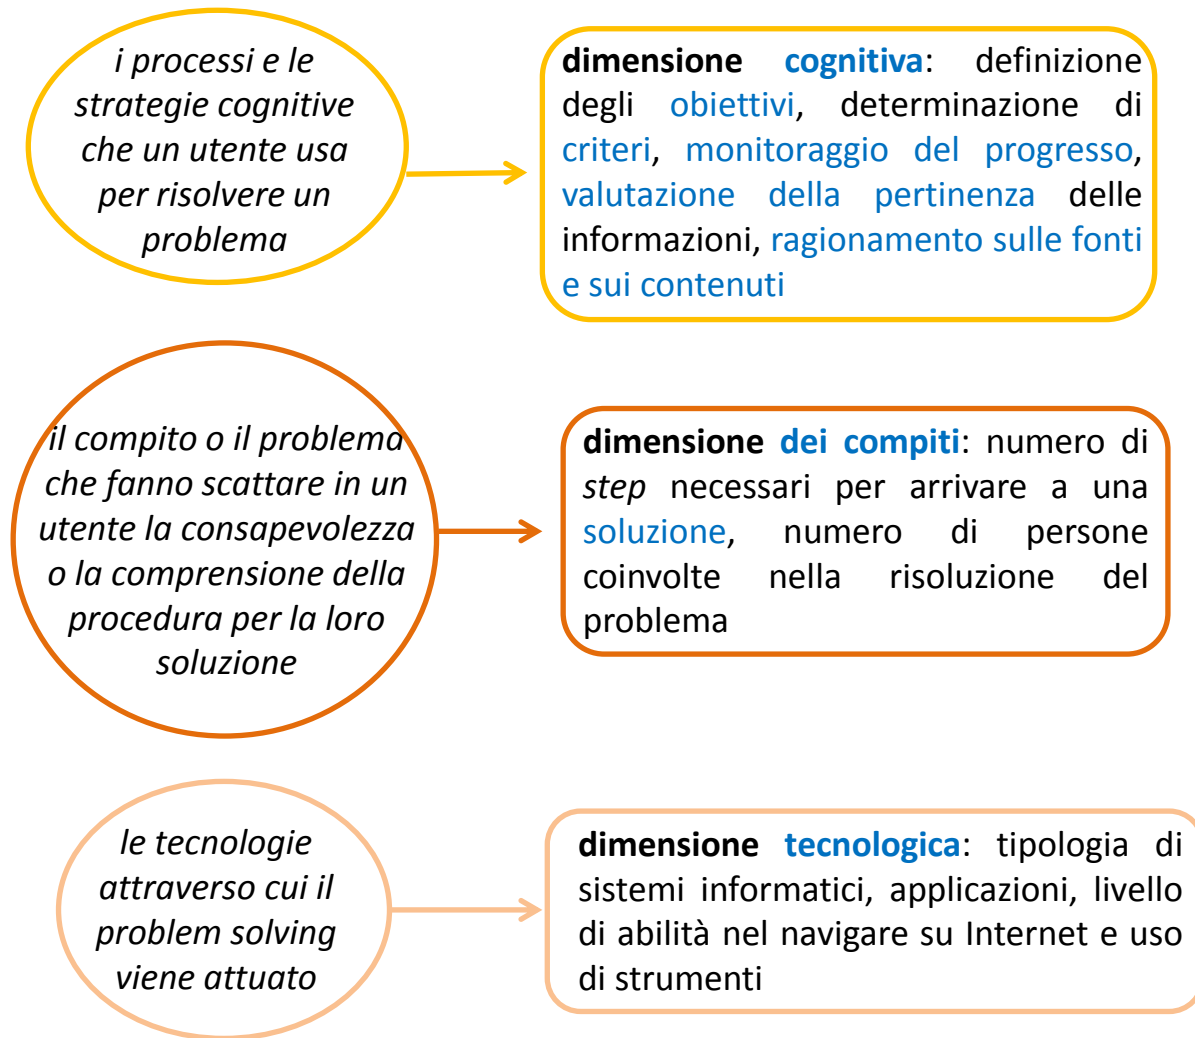 i processi e le
strategie cognitive
che un utente usa
per risolvere un
problema
dimensione cognitiva: definizione
degli obiettivi, determinazione di
criteri, monitoraggio del progresso,
valutazione della pertinenza delle
informazioni, ragionamento sulle fonti
e sui contenuti
il compito o il problema
che fanno scattare in un
utente la consapevolezza
o la comprensione della
procedura per la loro
soluzione
dimensione dei compiti: numero di
step necessari per arrivare a una
soluzione, numero di persone
coinvolte nella risoluzione del
problema
le tecnologie
attraverso cui il
problem solving
viene attuato
dimensione tecnologica: tipologia di
sistemi informatici, applicazioni, livello
di abilità nel navigare su Internet e uso
di strumenti